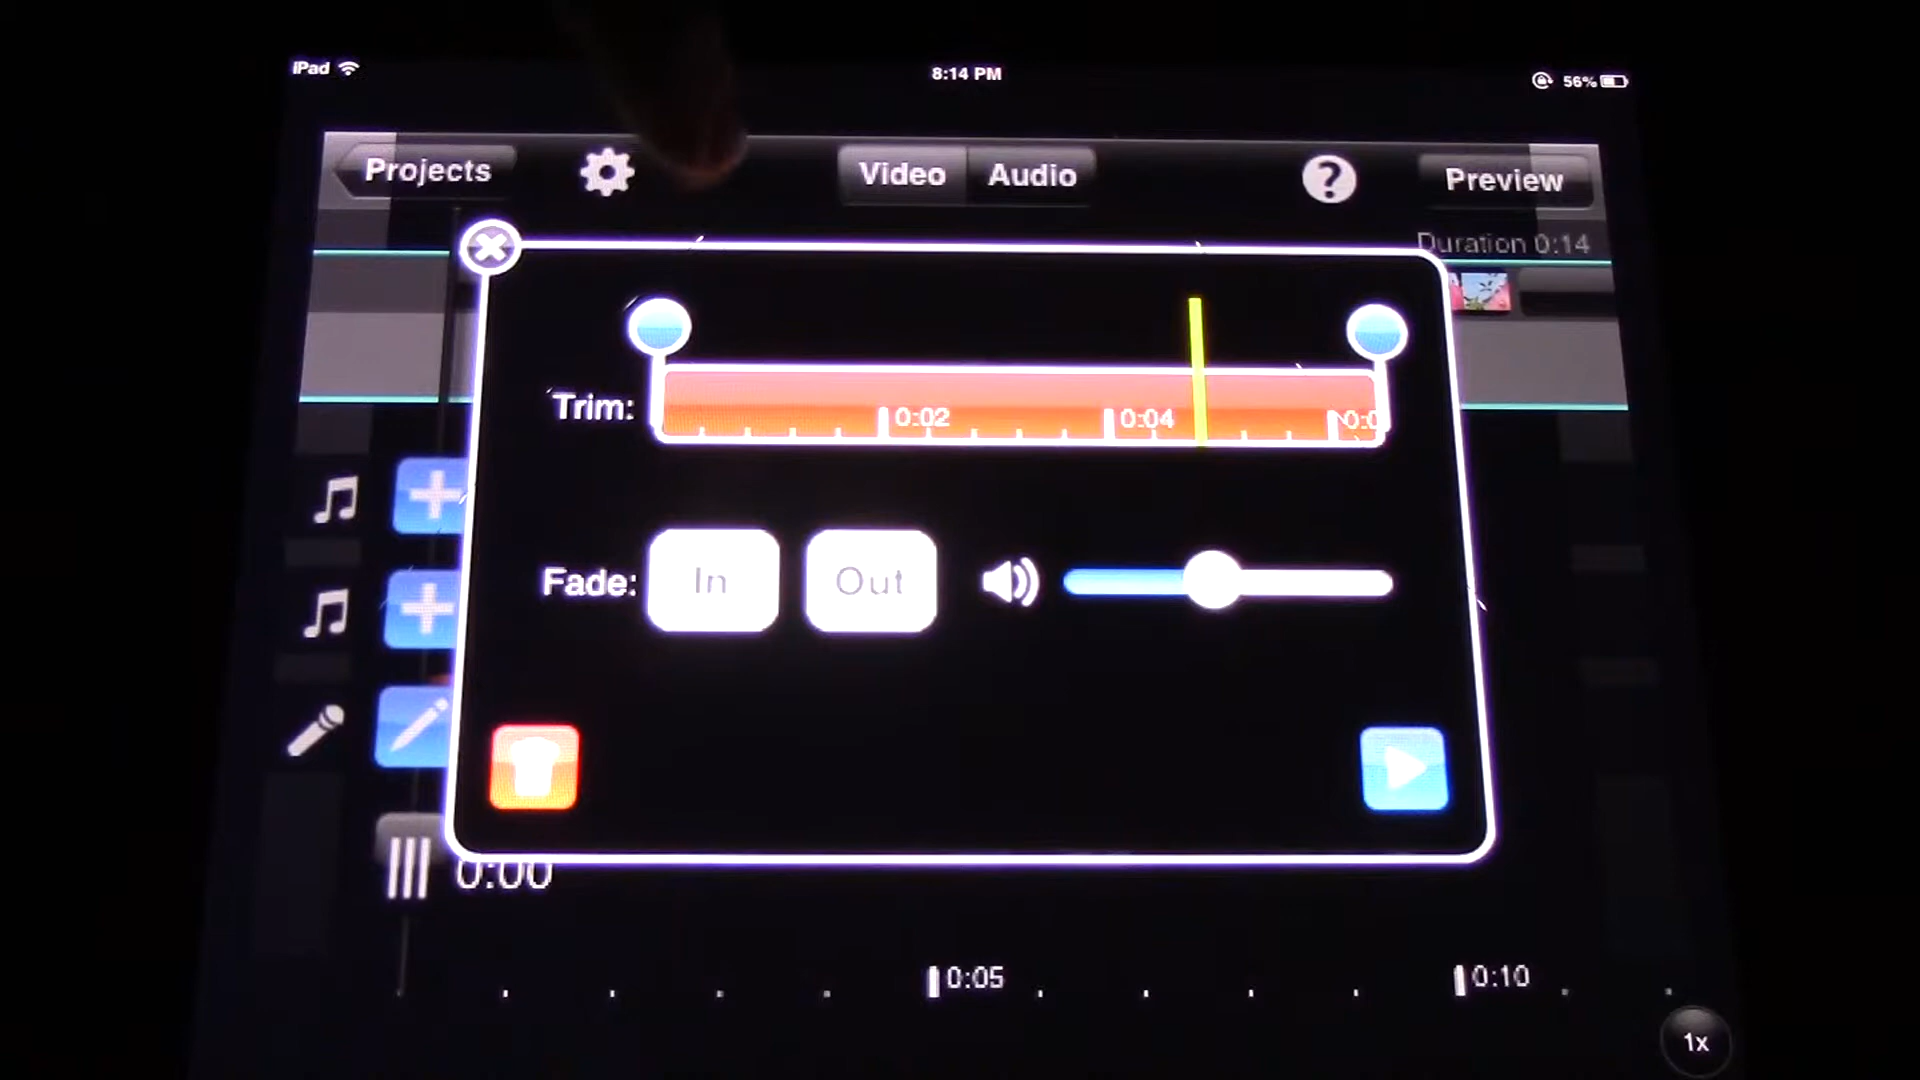 iPad
8:14 PM
56%
Projects
Video
Audio
?
Preview
Duration 0:14
Trim:
0:02
0:04
Fade:
In
Out
0:00
0:05
0:10
1x